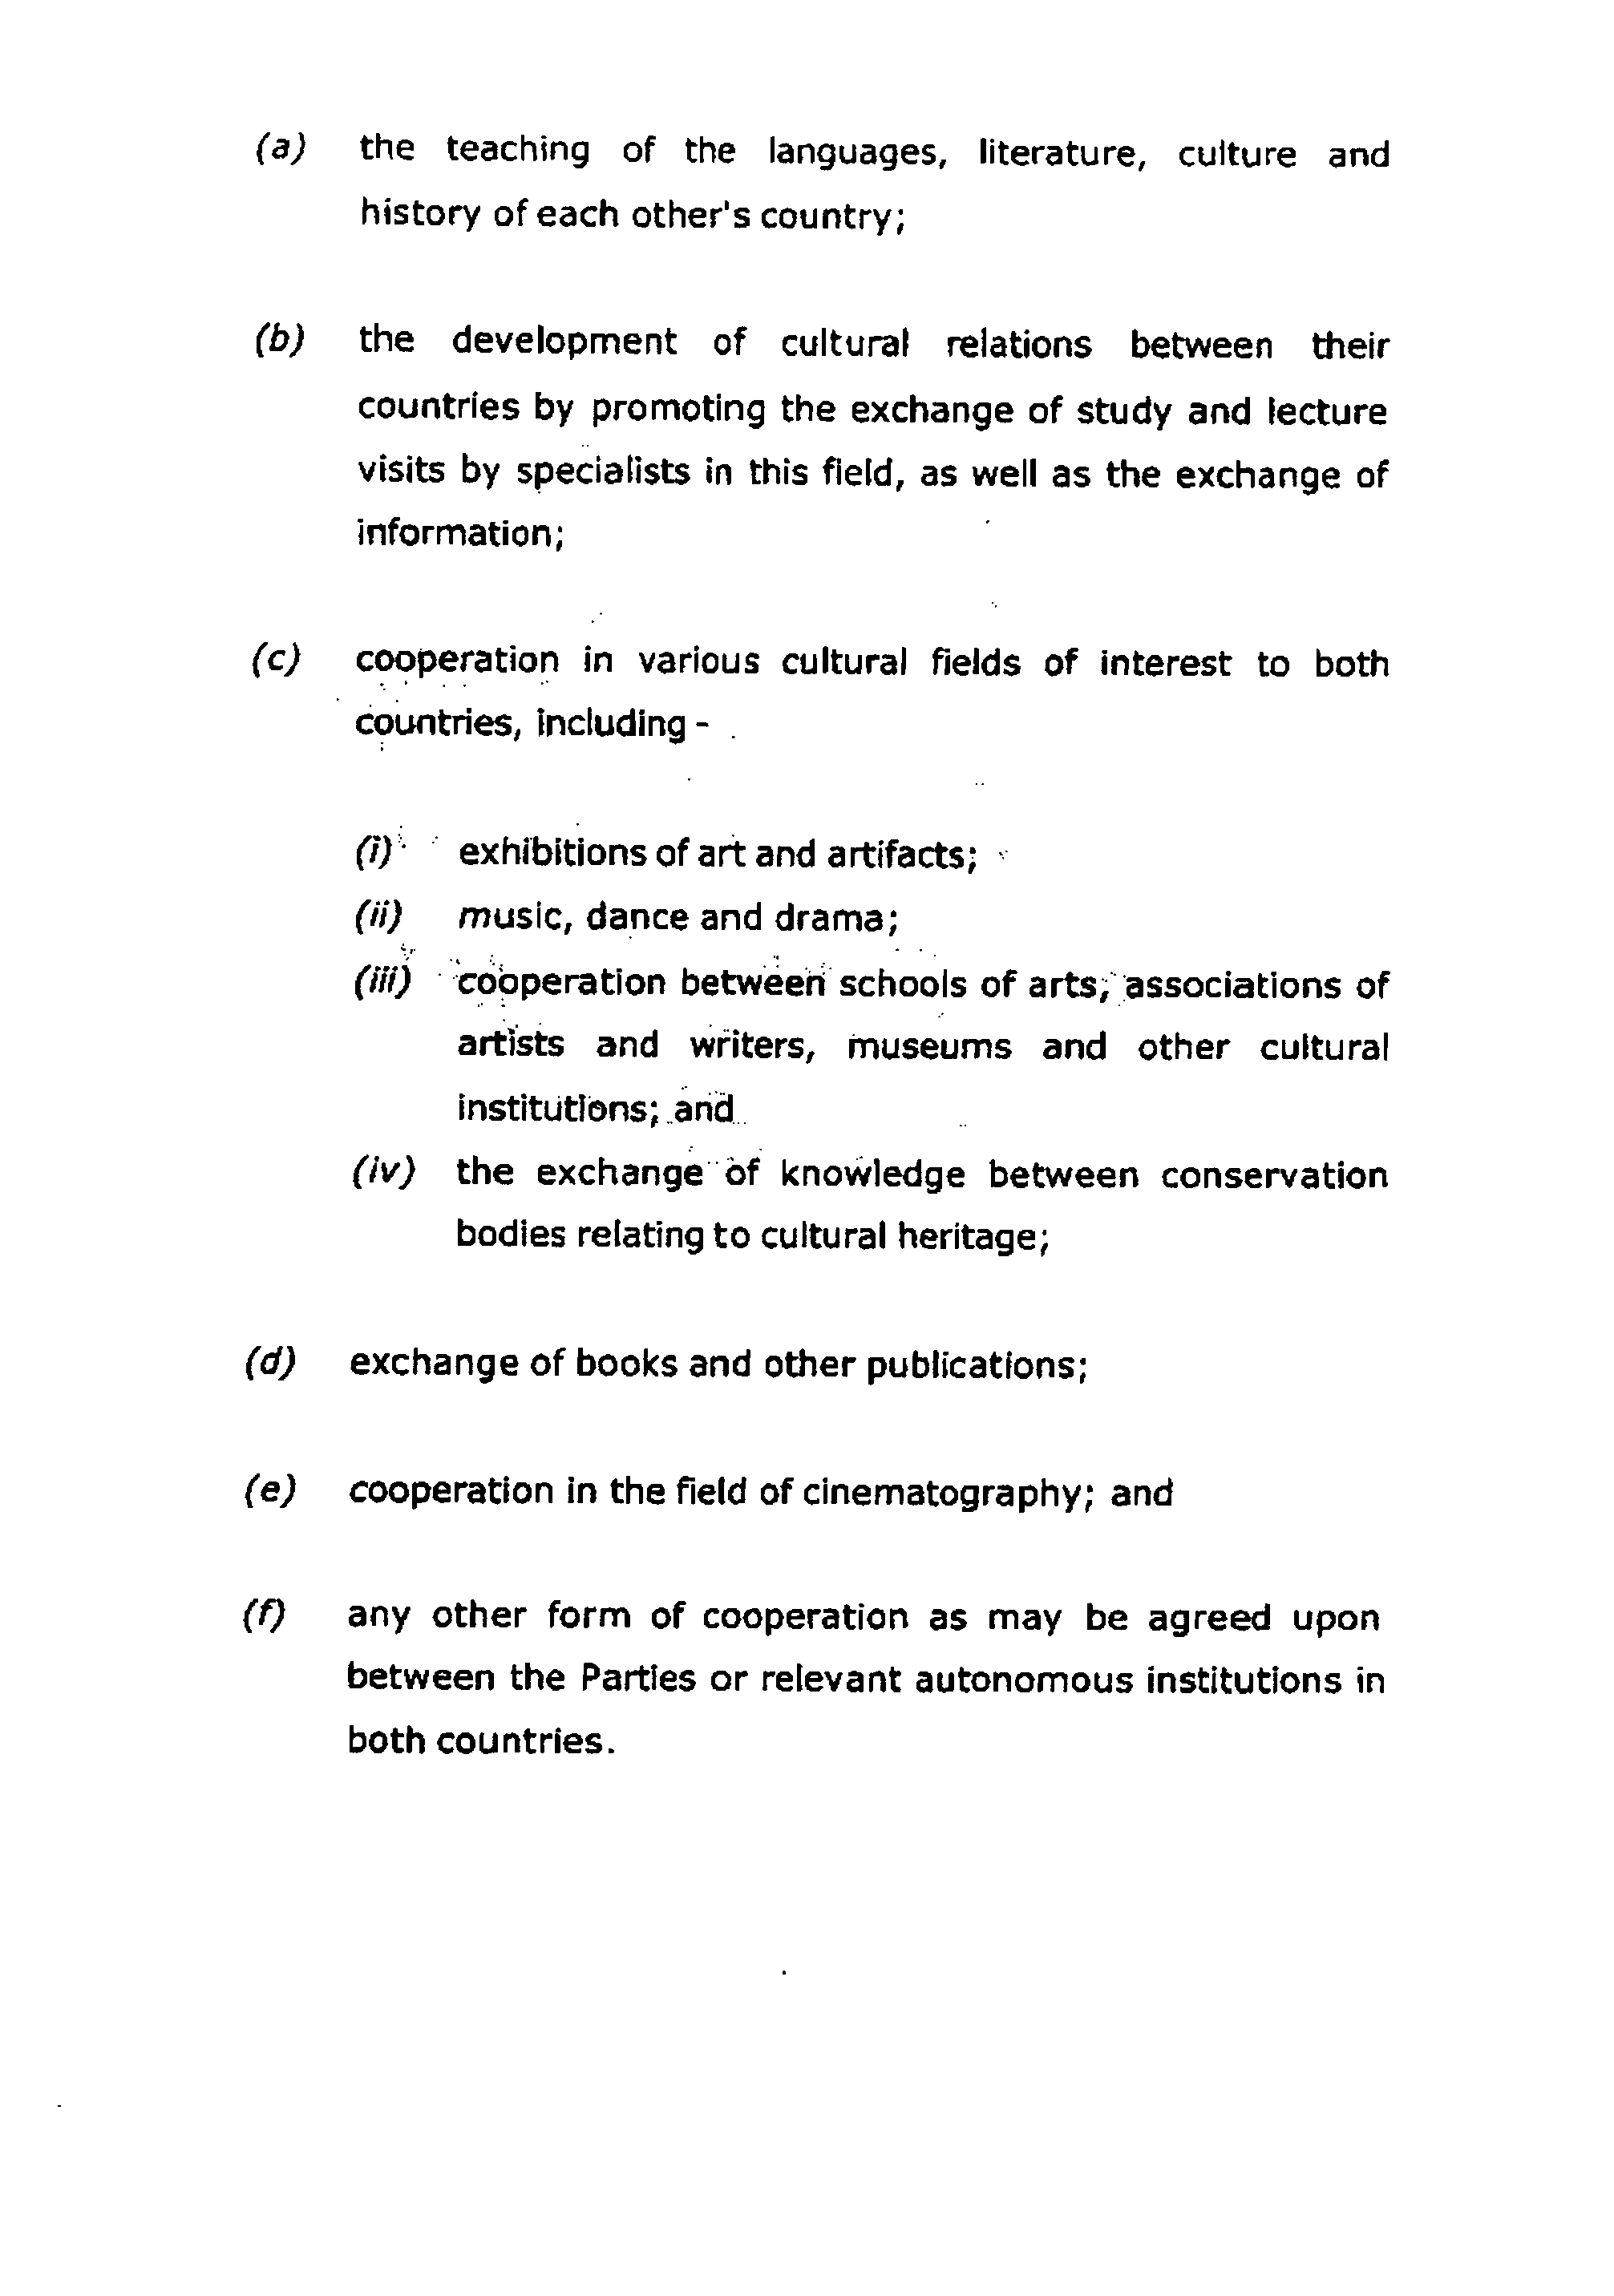 (a) the teaching of the languages, literature, culture and
history of each other's country;
(b) the development of cultural relations between their
countries by promoting the exchange of study and lecture
visits by specialists in this field, as well as the exchange of
information;
(c) cooperation in various cultural fields of interest to both
countries, including -
(i) exhibitions of art and artifacts;
(ii) music, dance and drama;
(iii) cooperation between schools of arts, associations of
artists and writers, museums and other cultural
institutions; and
(iv) the exchange of knowledge between conservation
bodies relating to cultural heritage;
(d) exchange of books and other publications;
(e) cooperation in the field of cinematography; and
(f) any other form of cooperation as may be agreed upon
between the Parties or relevant autonomous institutions in
both countries.